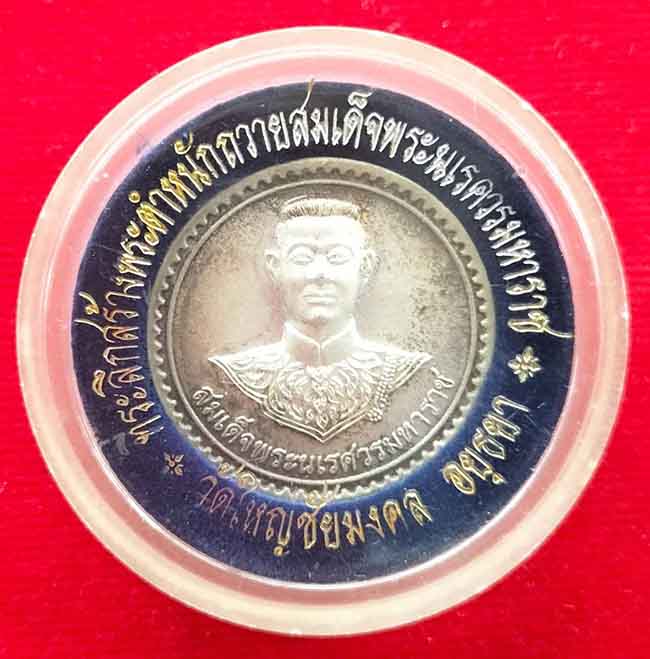 ที่ระลึกสร้างพระตำหนักถวายสมเด็จพระนเรศวรมหาราช
สมเด็จพระนเรศวรมหาราช
วัดใหญ่ชัยมงคล อยุธยา